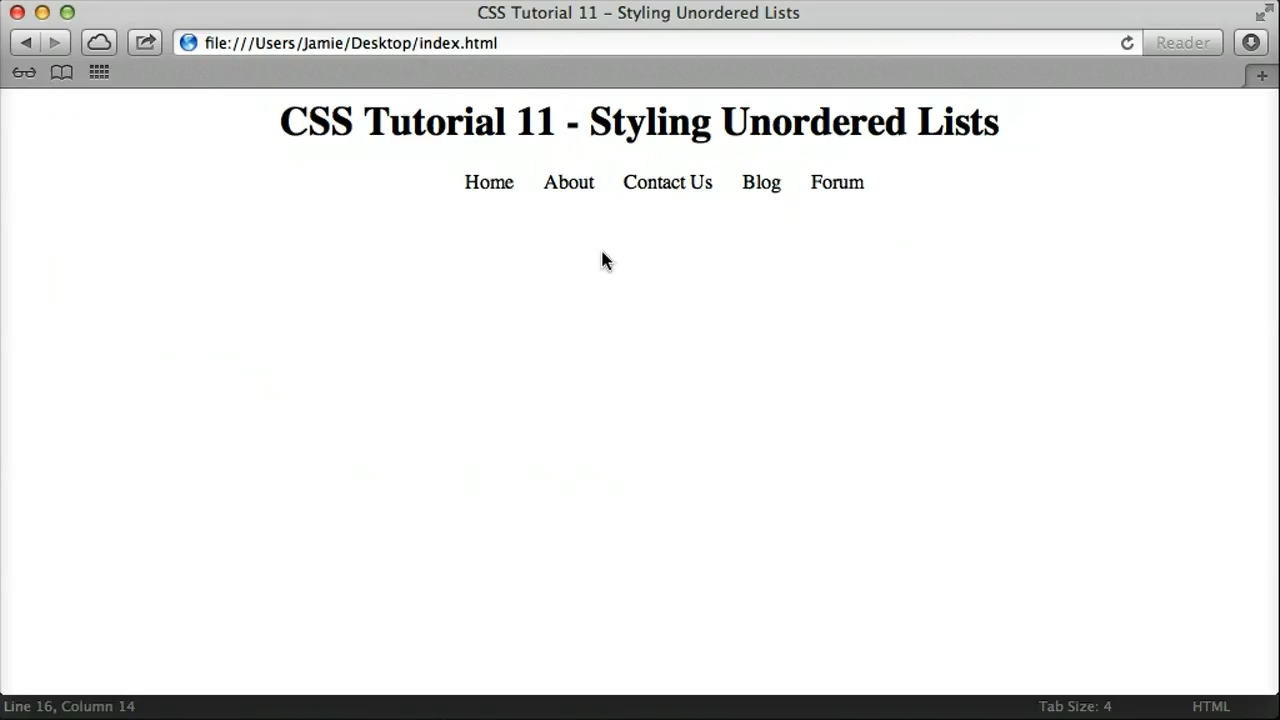 CSS Tutorial 11 – Styling Unordered Lists
file:///Users/Jamie/Desktop/index.html
Reader
CSS Tutorial 11 - Styling Unordered Lists
Home About Contact Us Blog Forum
Line 16, Column 14 Tab Size: 4 HTML